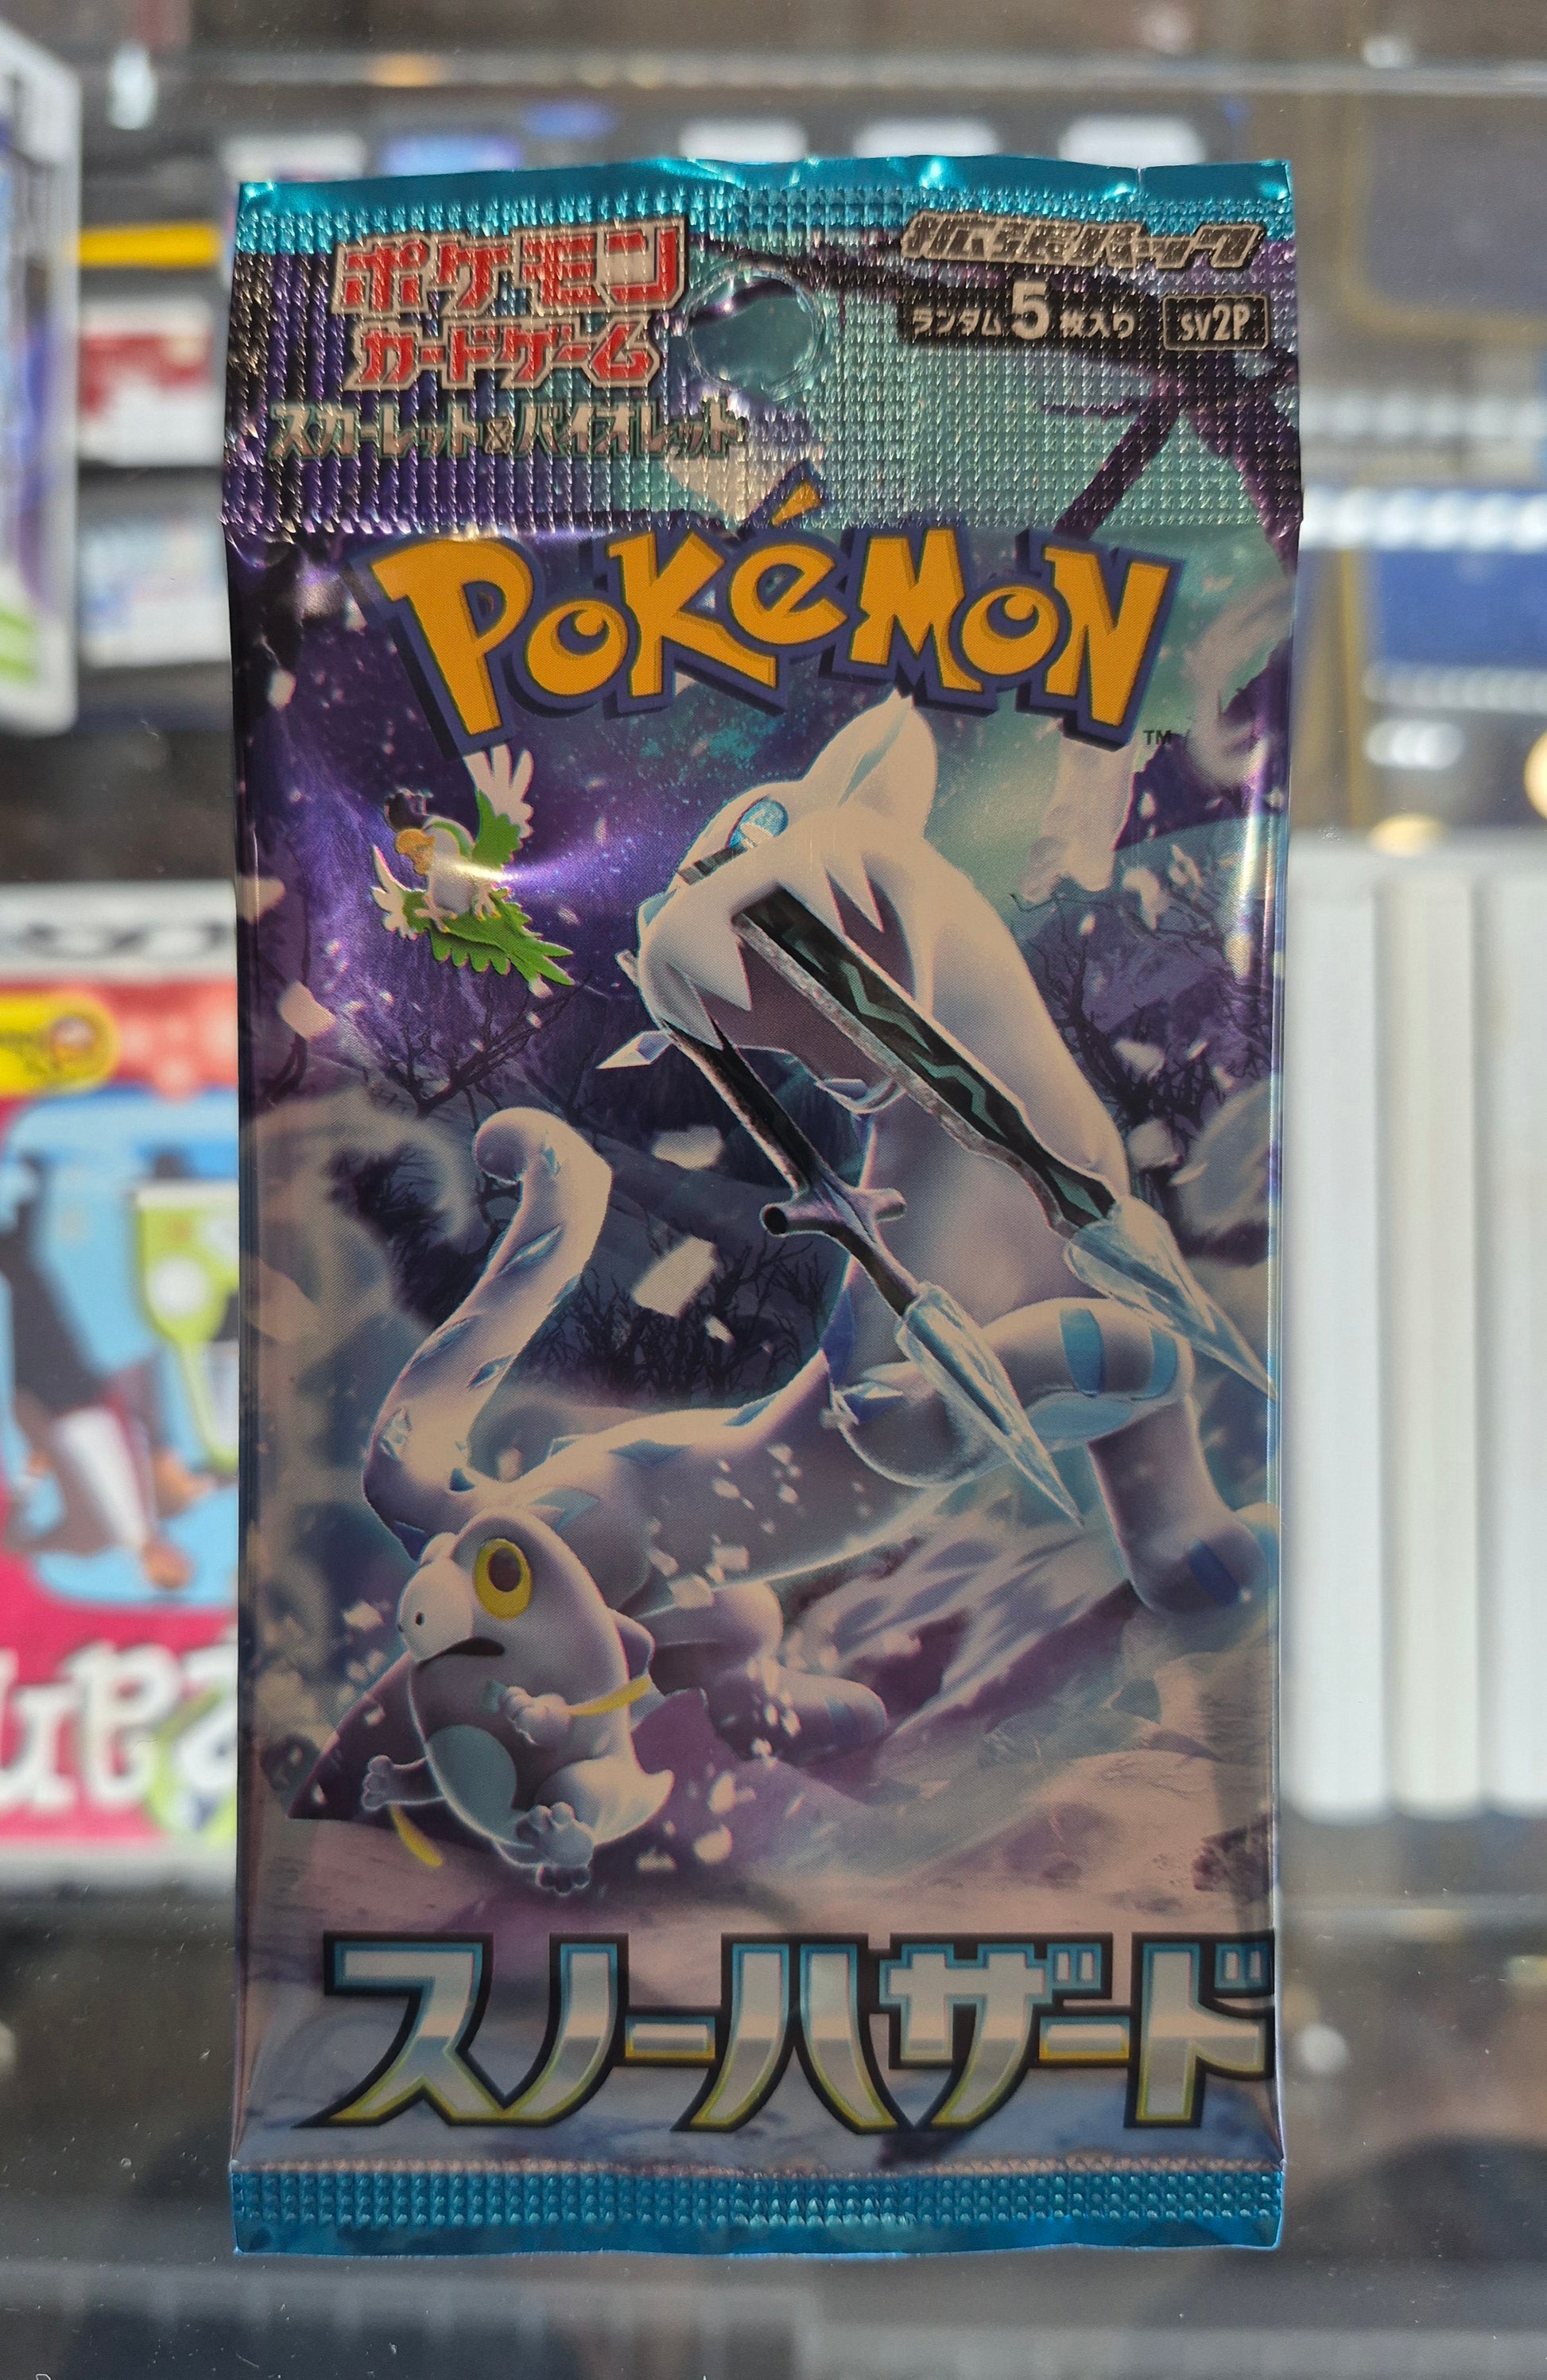 ポケモン
カードゲーム
スカーレット&バイオレット
拡張パック
ランダム5枚入り
SV2P
POKéMON
TM
スノーハザード